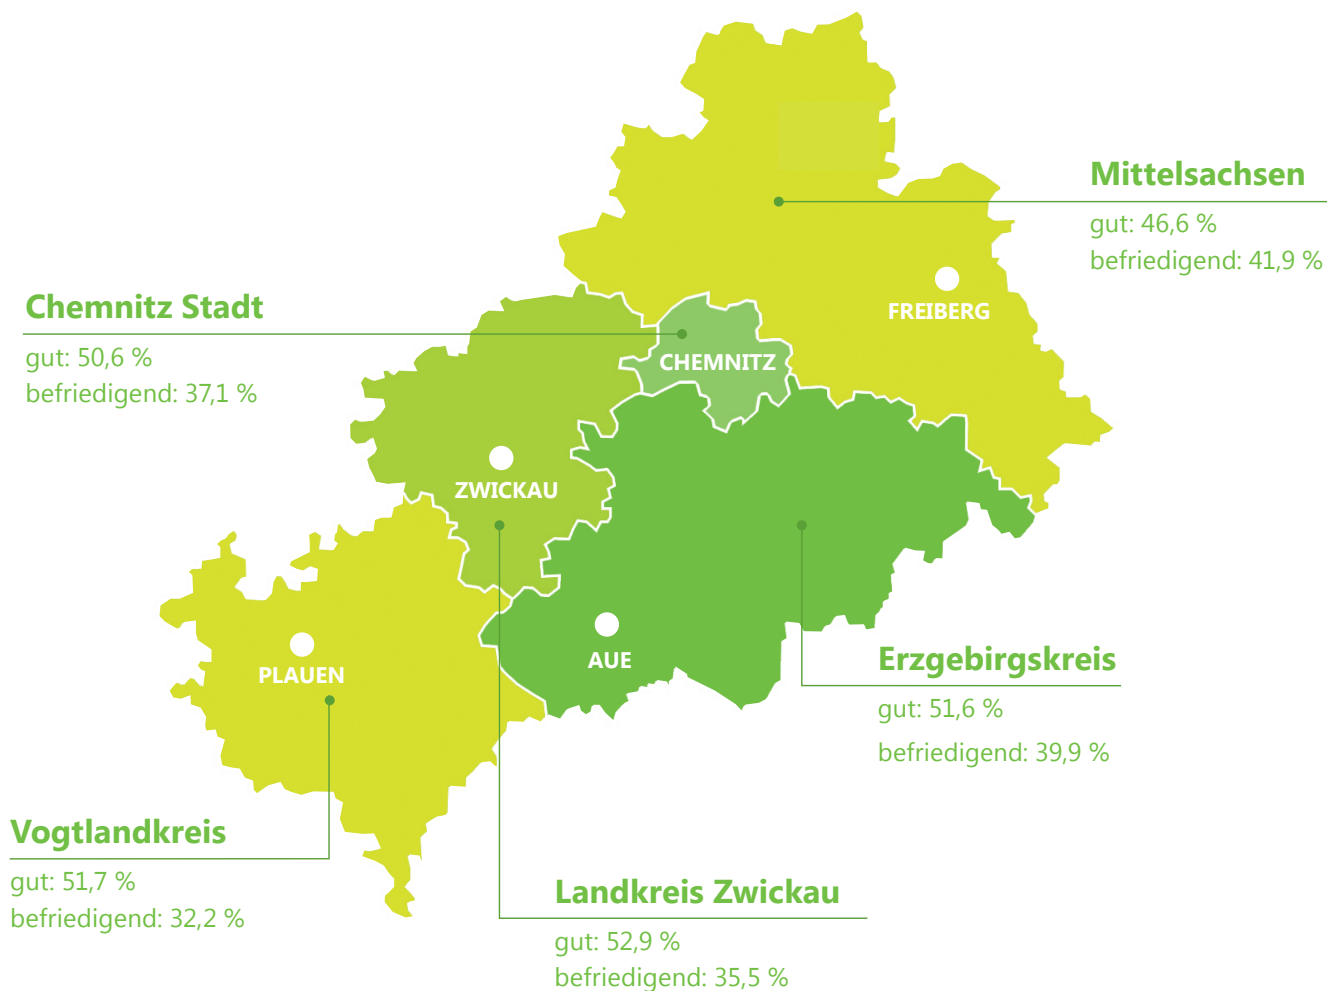 Mittelsachsen
gut: 46,6 %
befriedigend: 41,9 %
FREIBERG
Chemnitz Stadt
gut: 50,6 %
befriedigend: 37,1 %
CHEMNITZ
ZWICKAU
AUE
PLAUEN
Erzgebirgskreis
gut: 51,6 %
befriedigend: 39,9 %
Vogtlandkreis
gut: 51,7 %
befriedigend: 32,2 %
Landkreis Zwickau
gut: 52,9 %
befriedigend: 35,5 %